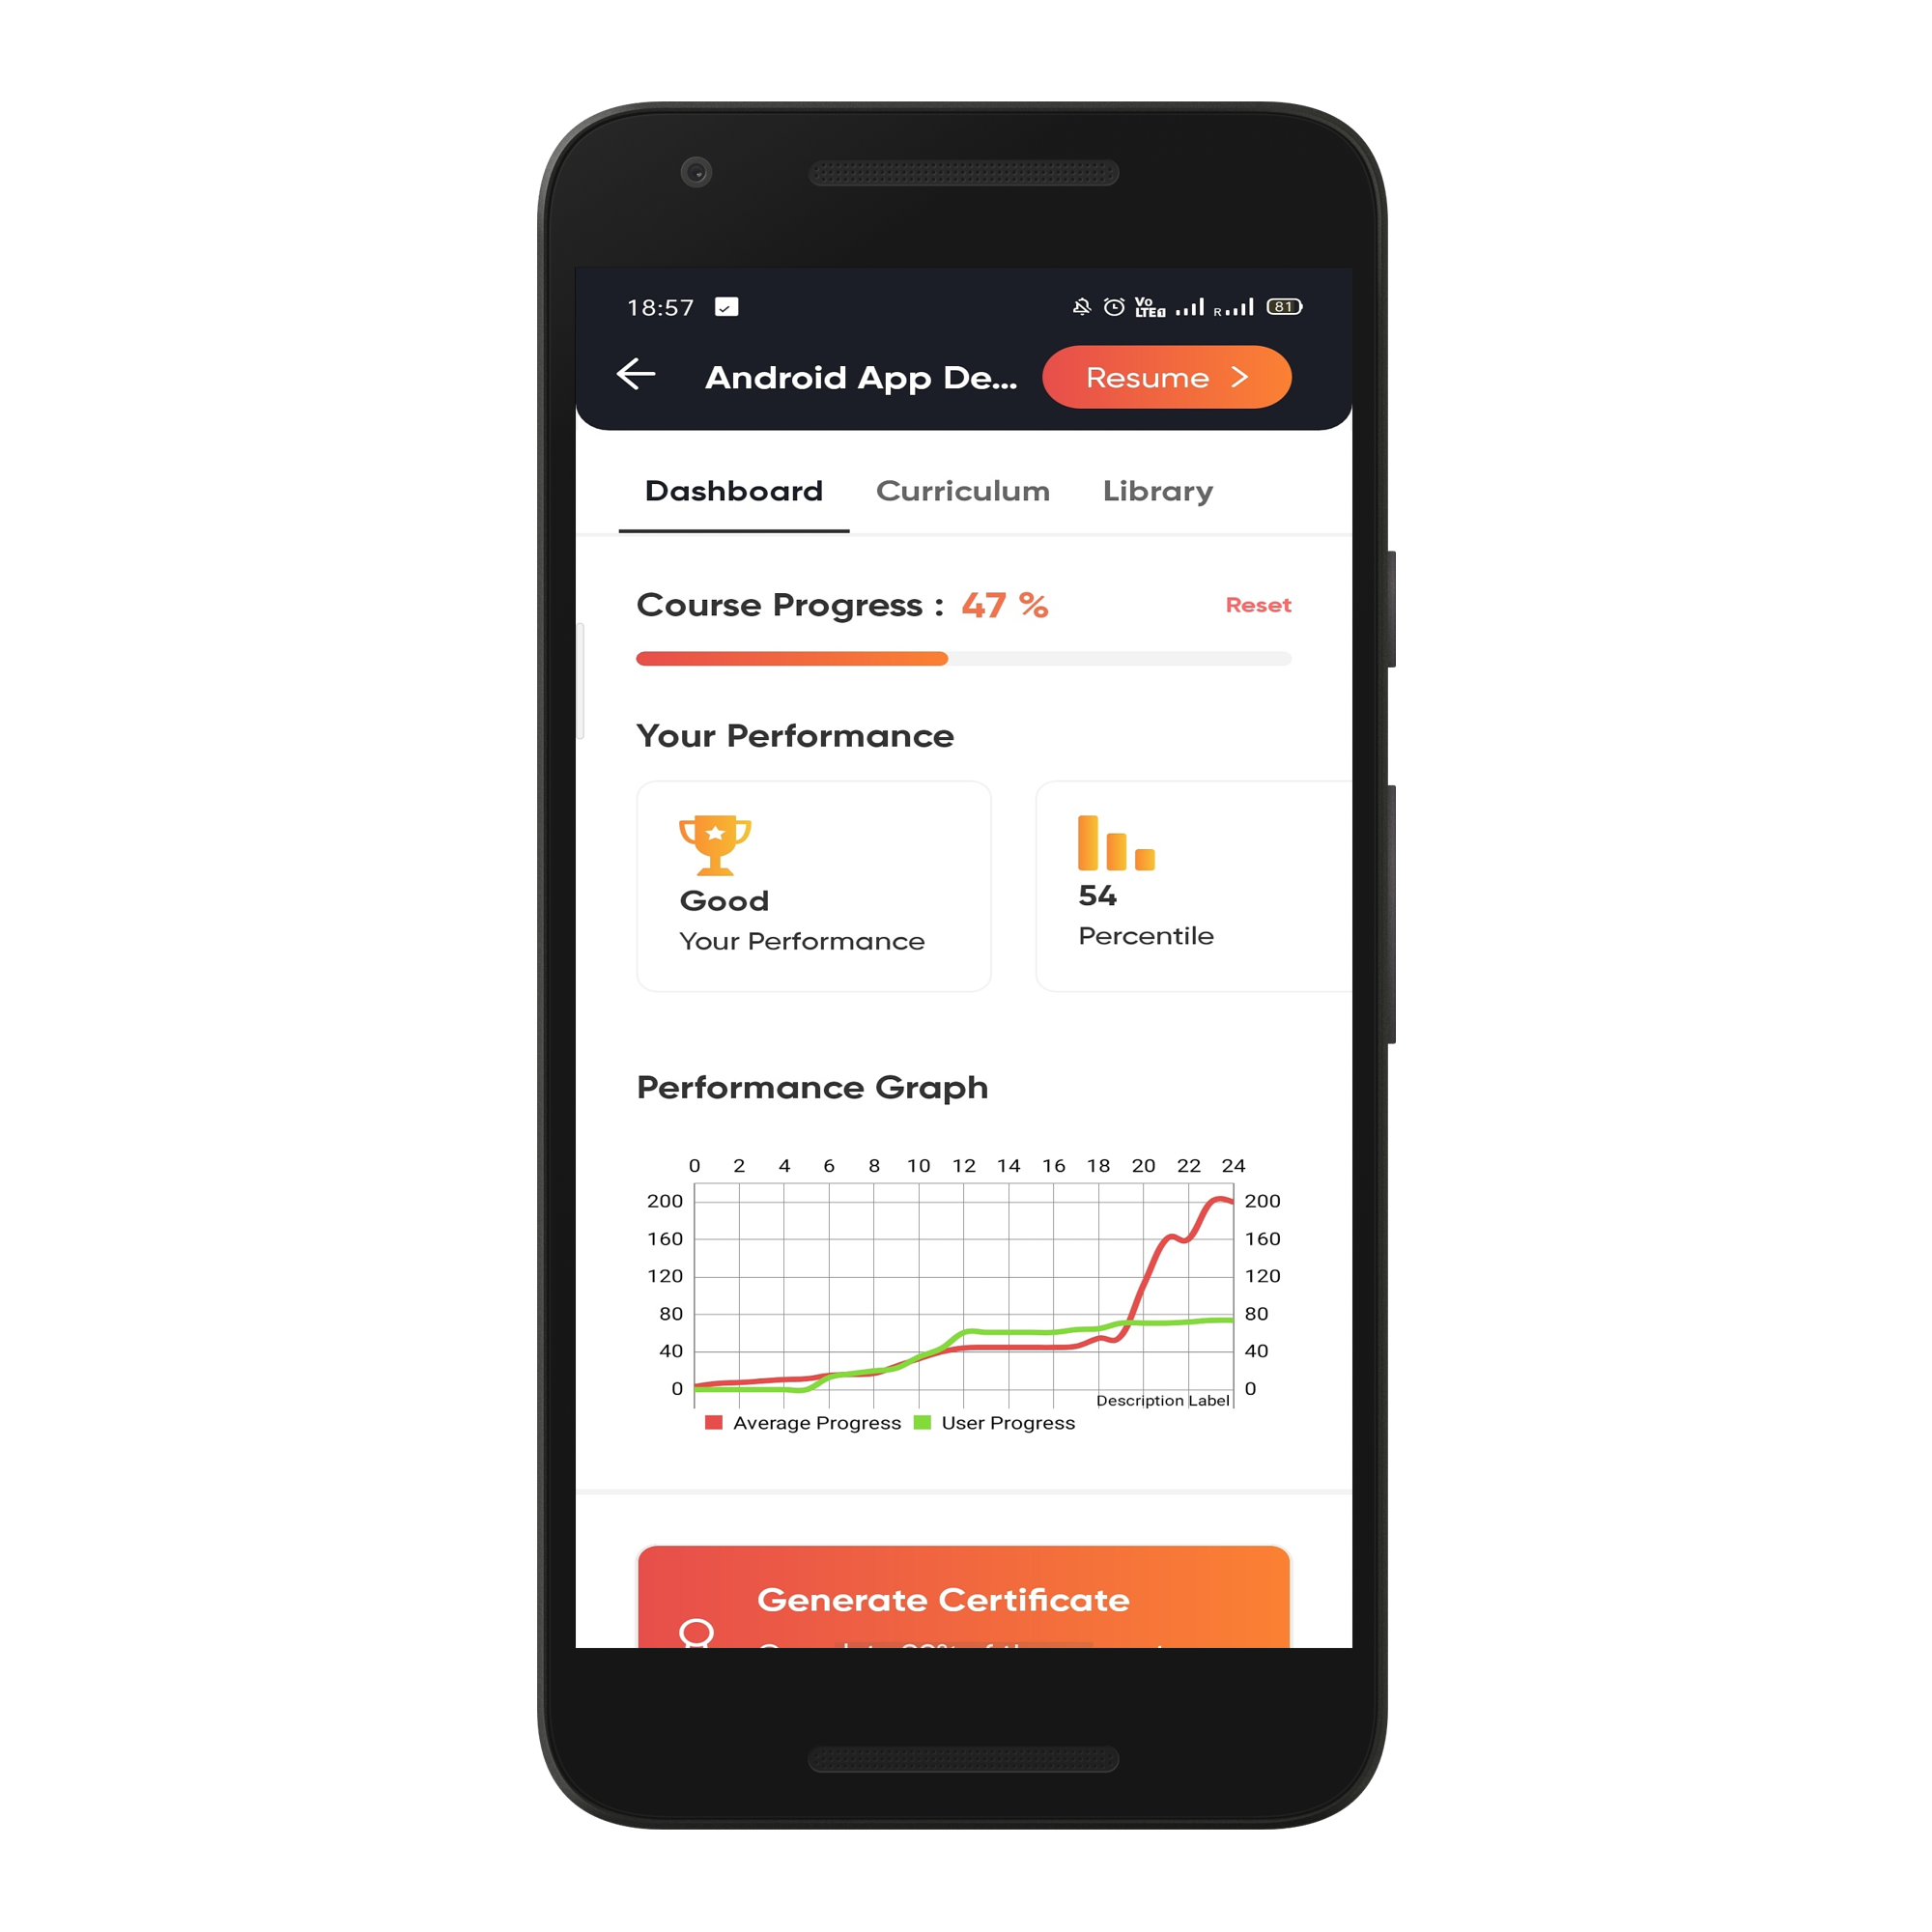 18:57 Vo LTE1 R 81
Android App De... Resume
Dashboard Curriculum Library
Course Progress : 47 % Reset
Your Performance
Good
Your Performance
54
Percentile
Performance Graph
0 2 4 6 8 10 12 14 16 18 20 22 24
200 200
160 160
120 120
80 80
40 40
0 0
Description Label
Average Progress User Progress
Generate Certificate